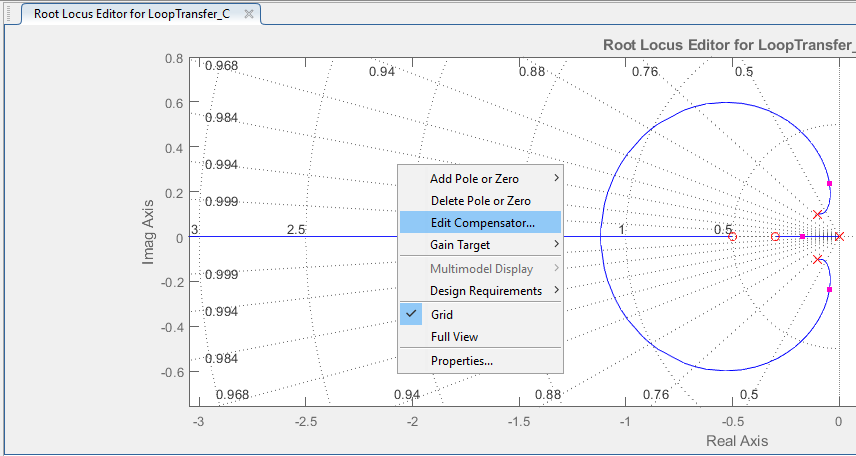 Root Locus Editor for LoopTransfer_C
Root Locus Editor for LoopTransfer_
0.8
0.968
0.94
0.88
0.76
0.5
0.6
0.984
0.4
0.994
0.2
0.999
Add Pole or Zero
Delete Pole or Zero
Edit Compensator...
Gain Target
Multimodel Display
Design Requirements
Grid
Full View
Properties...
Imag Axis
0
3
2.5
1
0.5
-0.2
0.999
0.994
-0.4
0.984
-0.6
0.968
0.94
0.88
0.76
0.5
-3
-2.5
-2
-1.5
-1
-0.5
0
Real Axis